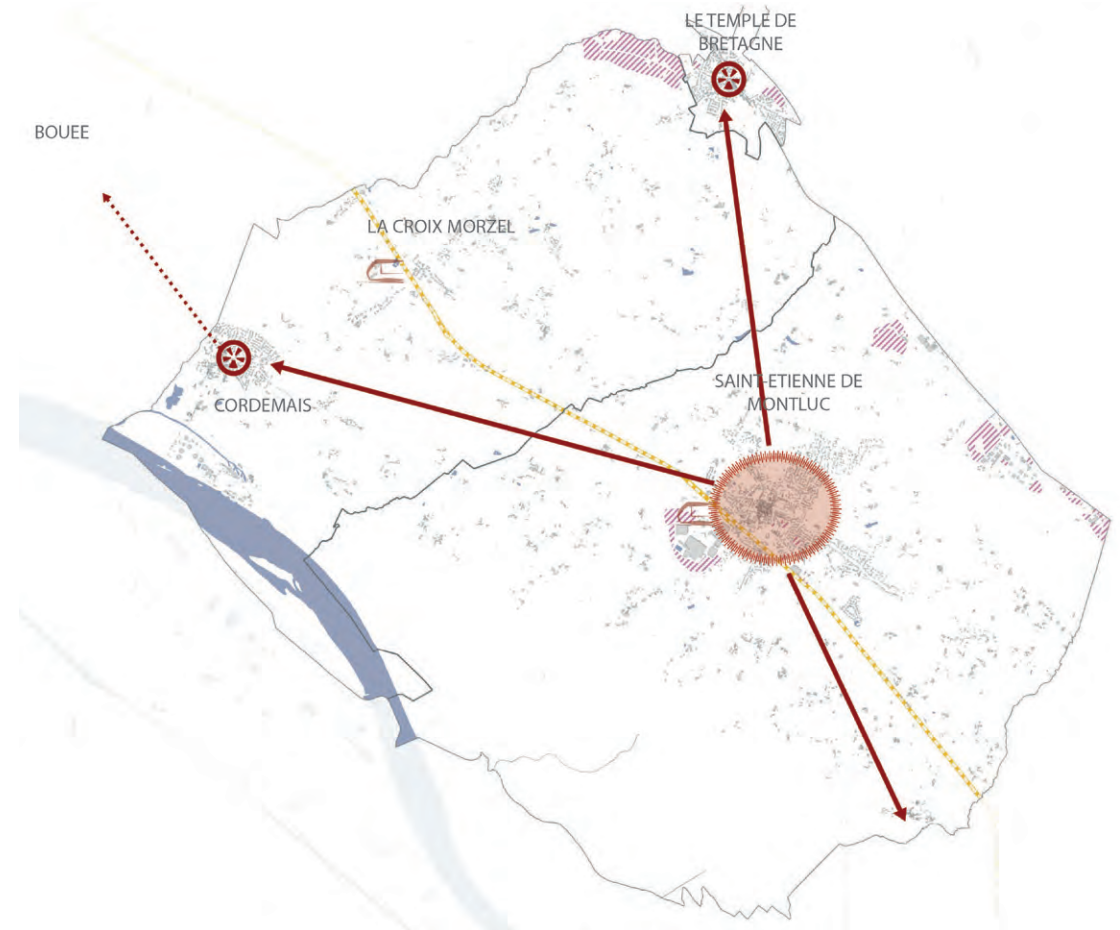 LE TEMPLE DE
BRETAGNE
BOUEE
LA CROIX MORZEL
SAINT-ETIENNE DE
MONTLUC
CORDEMAIS